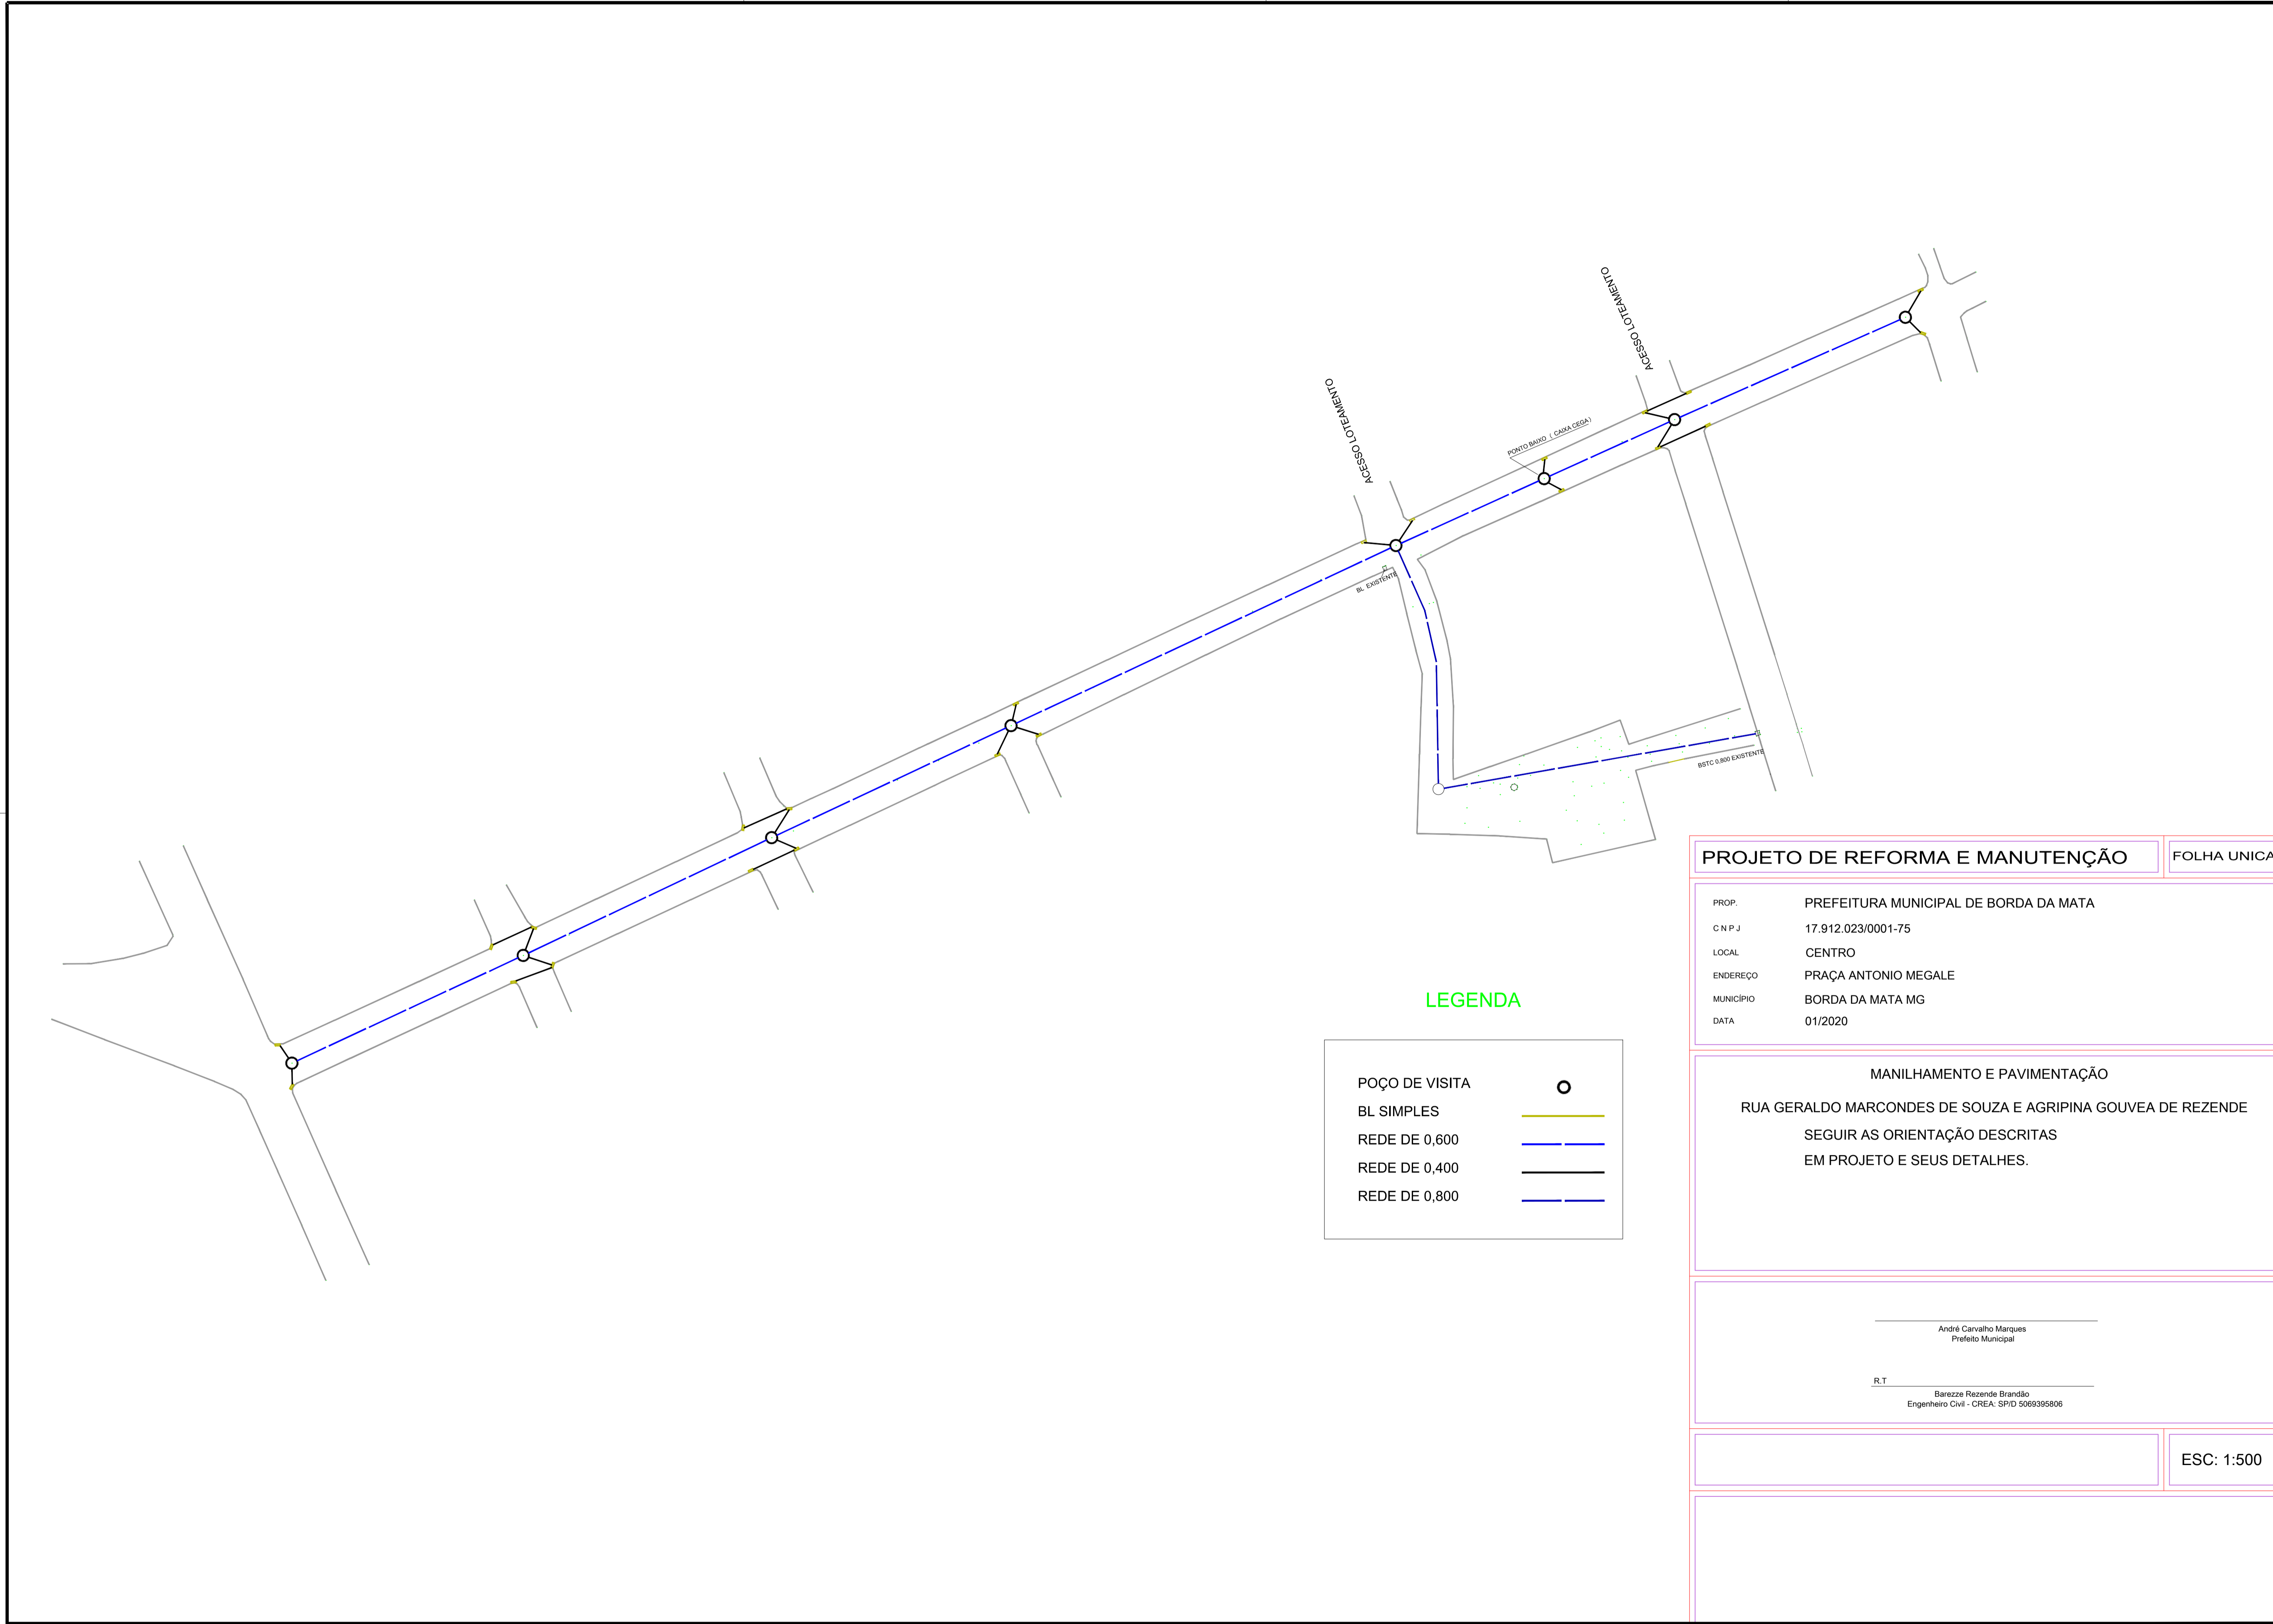 ACESSO LOTEAMENTO
ACESSO LOTEAMENTO
PONTO BAIXO ( CAIXA CEGA )
BL EXISTENTE
BSTC 0,800 EXISTENTE
LEGENDA
POÇO DE VISITA
BL SIMPLES
REDE DE 0,600
REDE DE 0,400
REDE DE 0,800
PROJETO DE REFORMA E MANUTENÇÃO
FOLHA UNICA
PROP. PREFEITURA MUNICIPAL DE BORDA DA MATA
C N P J 17.912.023/0001-75
LOCAL CENTRO
ENDEREÇO PRAÇA ANTONIO MEGALE
MUNICÍPIO BORDA DA MATA MG
DATA 01/2020
MANILHAMENTO E PAVIMENTAÇÃO
RUA GERALDO MARCONDES DE SOUZA E AGRIPINA GOUVEA DE REZENDE
SEGUIR AS ORIENTAÇÃO DESCRITAS
EM PROJETO E SEUS DETALHES.
André Carvalho Marques
Prefeito Municipal
R.T
Barezze Rezende Brandão
Engenheiro Civil - CREA: SP/D 5069395806
ESC: 1:500